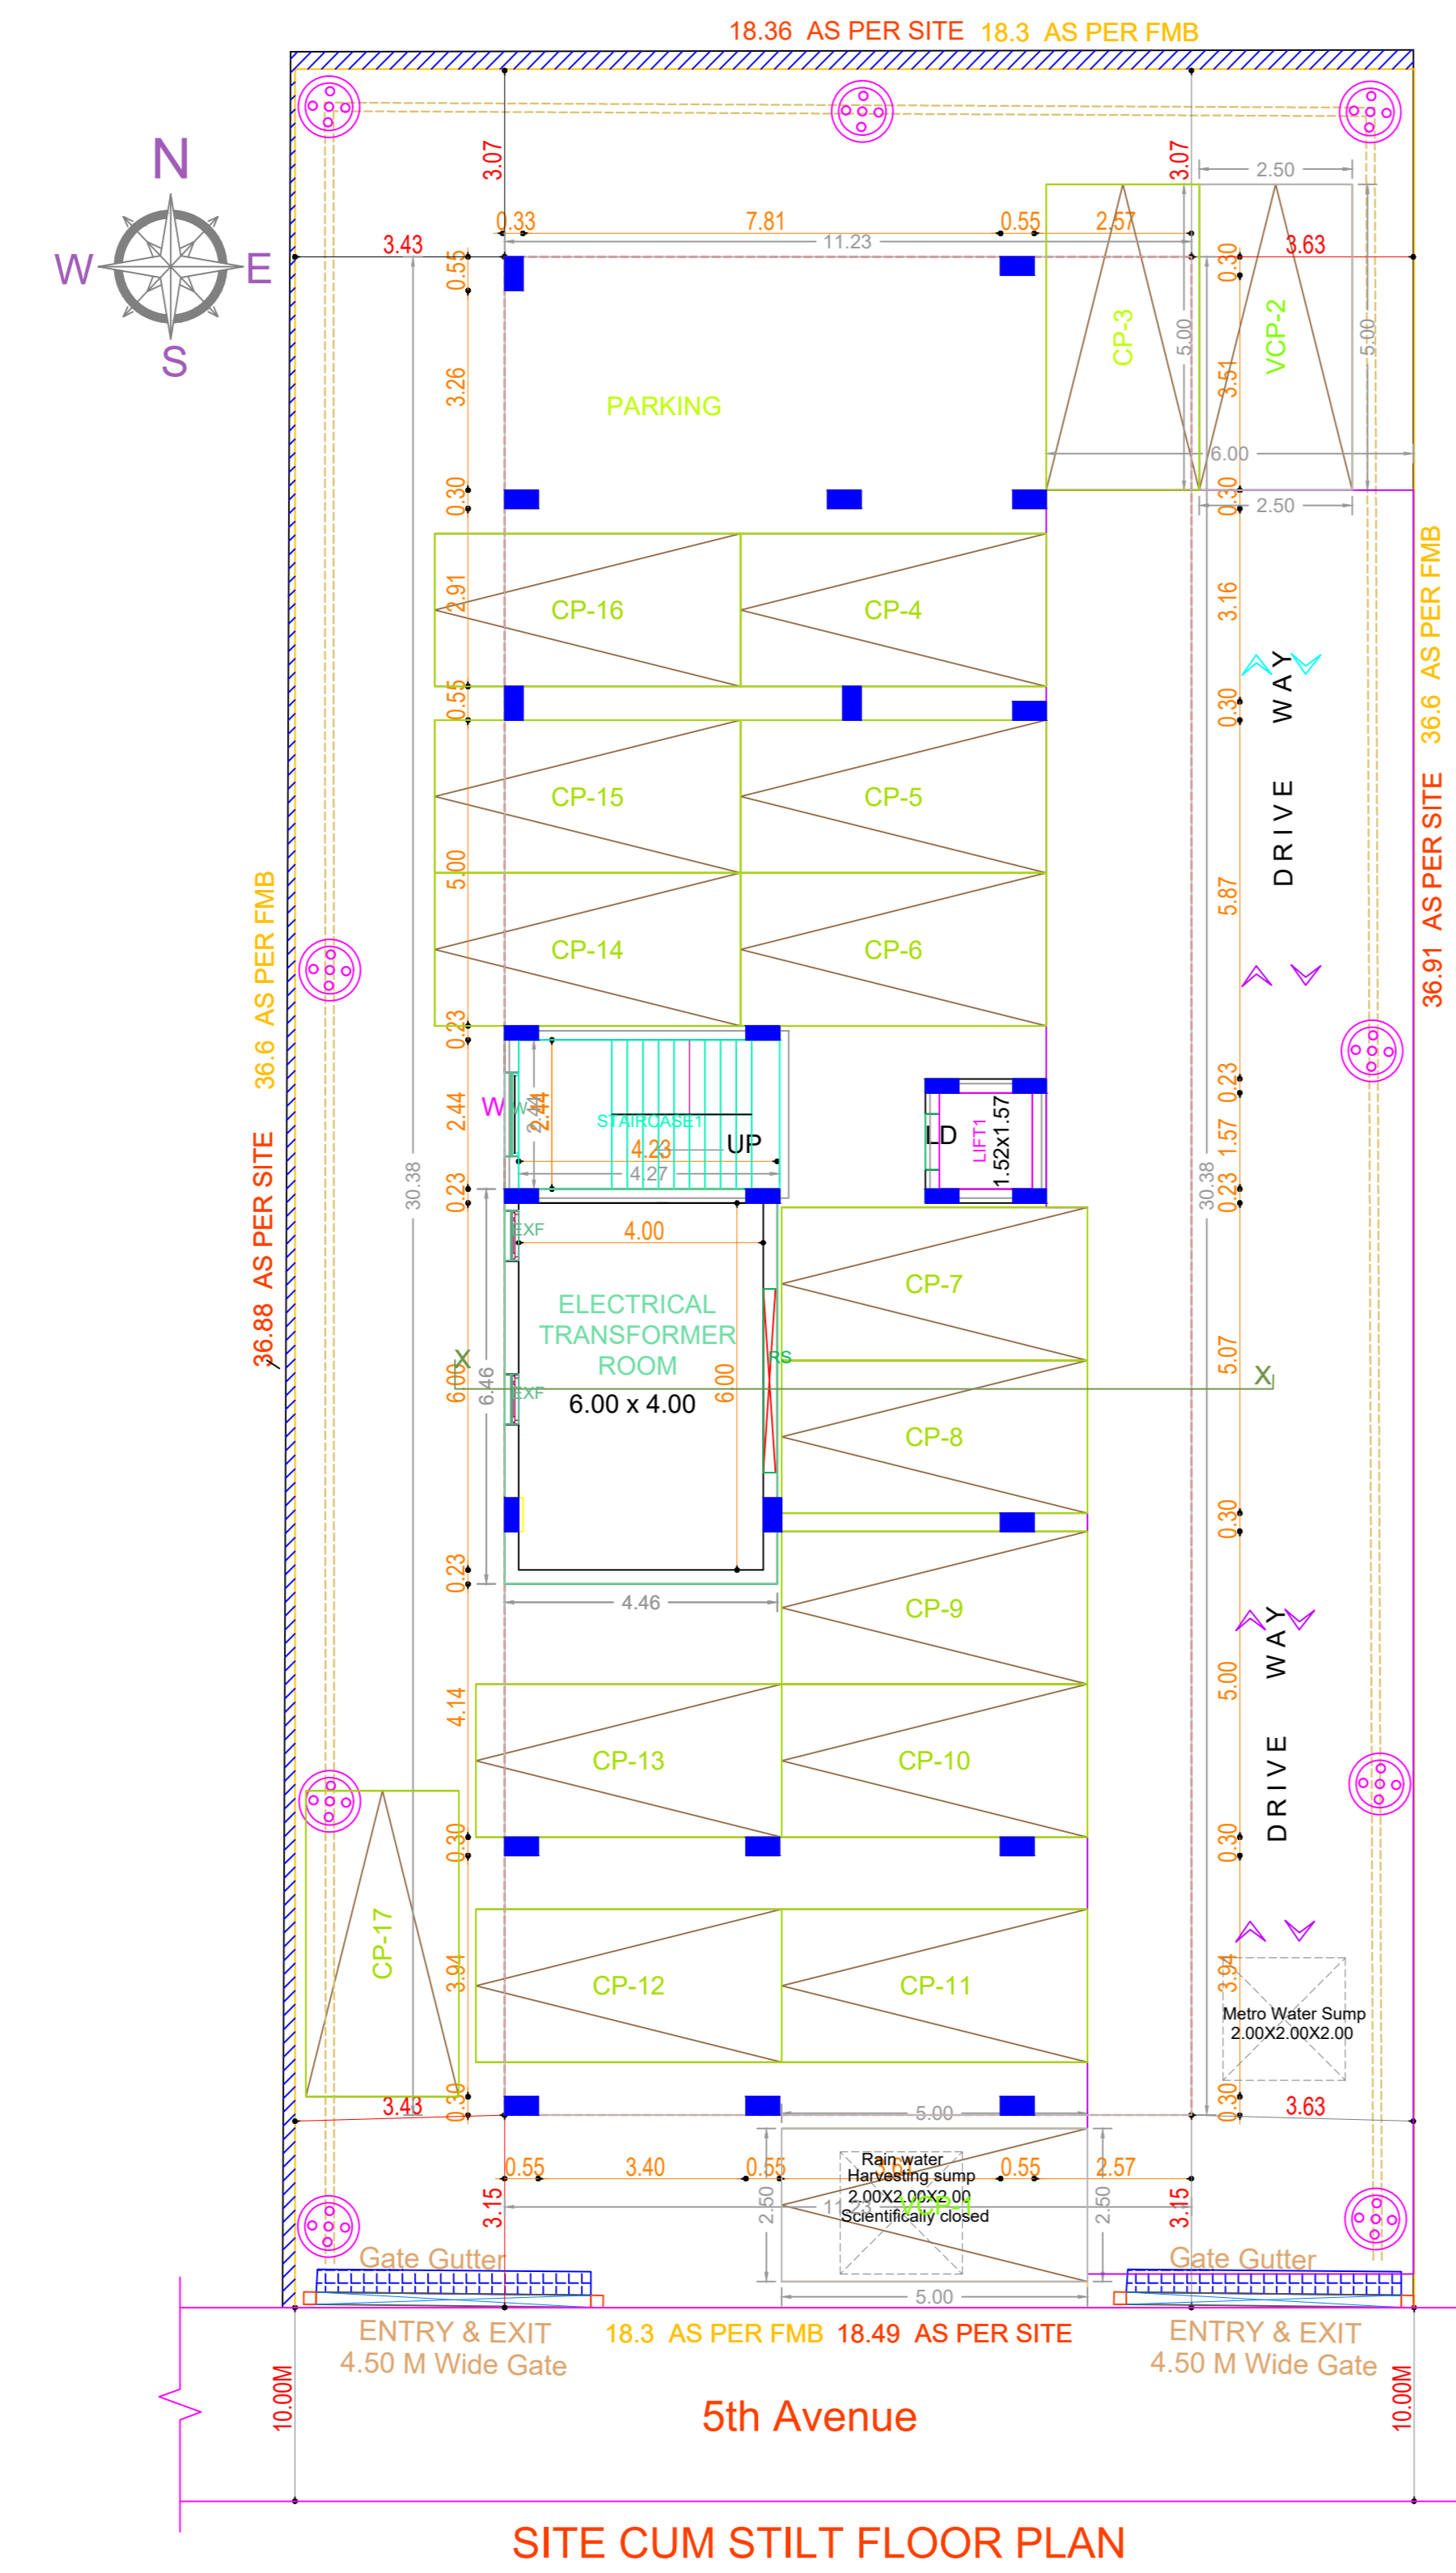 18.36 AS PER SITE 18.3 AS PER FMB
N
W E
S
3.07
3.07
2.50
0.33 7.81 0.55 2.57
11.23
3.43
3.63
0.55
0.30
CP-3
5.00
VCP-2
5.00
3.26
3.51
PARKING
6.00
0.30
0.30
2.50
2.91
CP-16
CP-4
3.16
36.6 AS PER FMB
0.55
0.30
DRIVE WAY
CP-15
CP-5
36.91 AS PER SITE
5.00
5.87
CP-14
CP-6
36.6 AS PER FMB
0.23
0.23
2.44
W
W
2.44
2.44
STAIRCASE1
UP
4.23
4.27
LD
LIFT1
1.52x1.57
1.57
30.38
30.38
0.23
0.23
36.88 AS PER SITE
EXF
4.00
CP-7
ELECTRICAL
TRANSFORMER
ROOM
6.00 x 4.00
RS
5.07
X
X
6.00
6.46
EXF
6.00
CP-8
0.30
0.23
4.46
CP-9
DRIVE WAY
4.14
5.00
CP-13
CP-10
0.30
0.30
CP-17
3.94
CP-12
CP-11
3.94
Metro Water Sump
2.00X2.00X2.00
0.30
0.30
3.43
5.00
3.63
0.55 3.40 0.55 0.55 2.57
Rain water
Harvesting sump
2.00X2.00X2.00
Scientifically closed
VCP-1
3.15
11.23
2.50
2.50
3.15
Gate Gutter
Gate Gutter
5.00
ENTRY & EXIT
4.50 M Wide Gate
18.3 AS PER FMB 18.49 AS PER SITE
ENTRY & EXIT
4.50 M Wide Gate
10.00M
10.00M
5th Avenue
SITE CUM STILT FLOOR PLAN